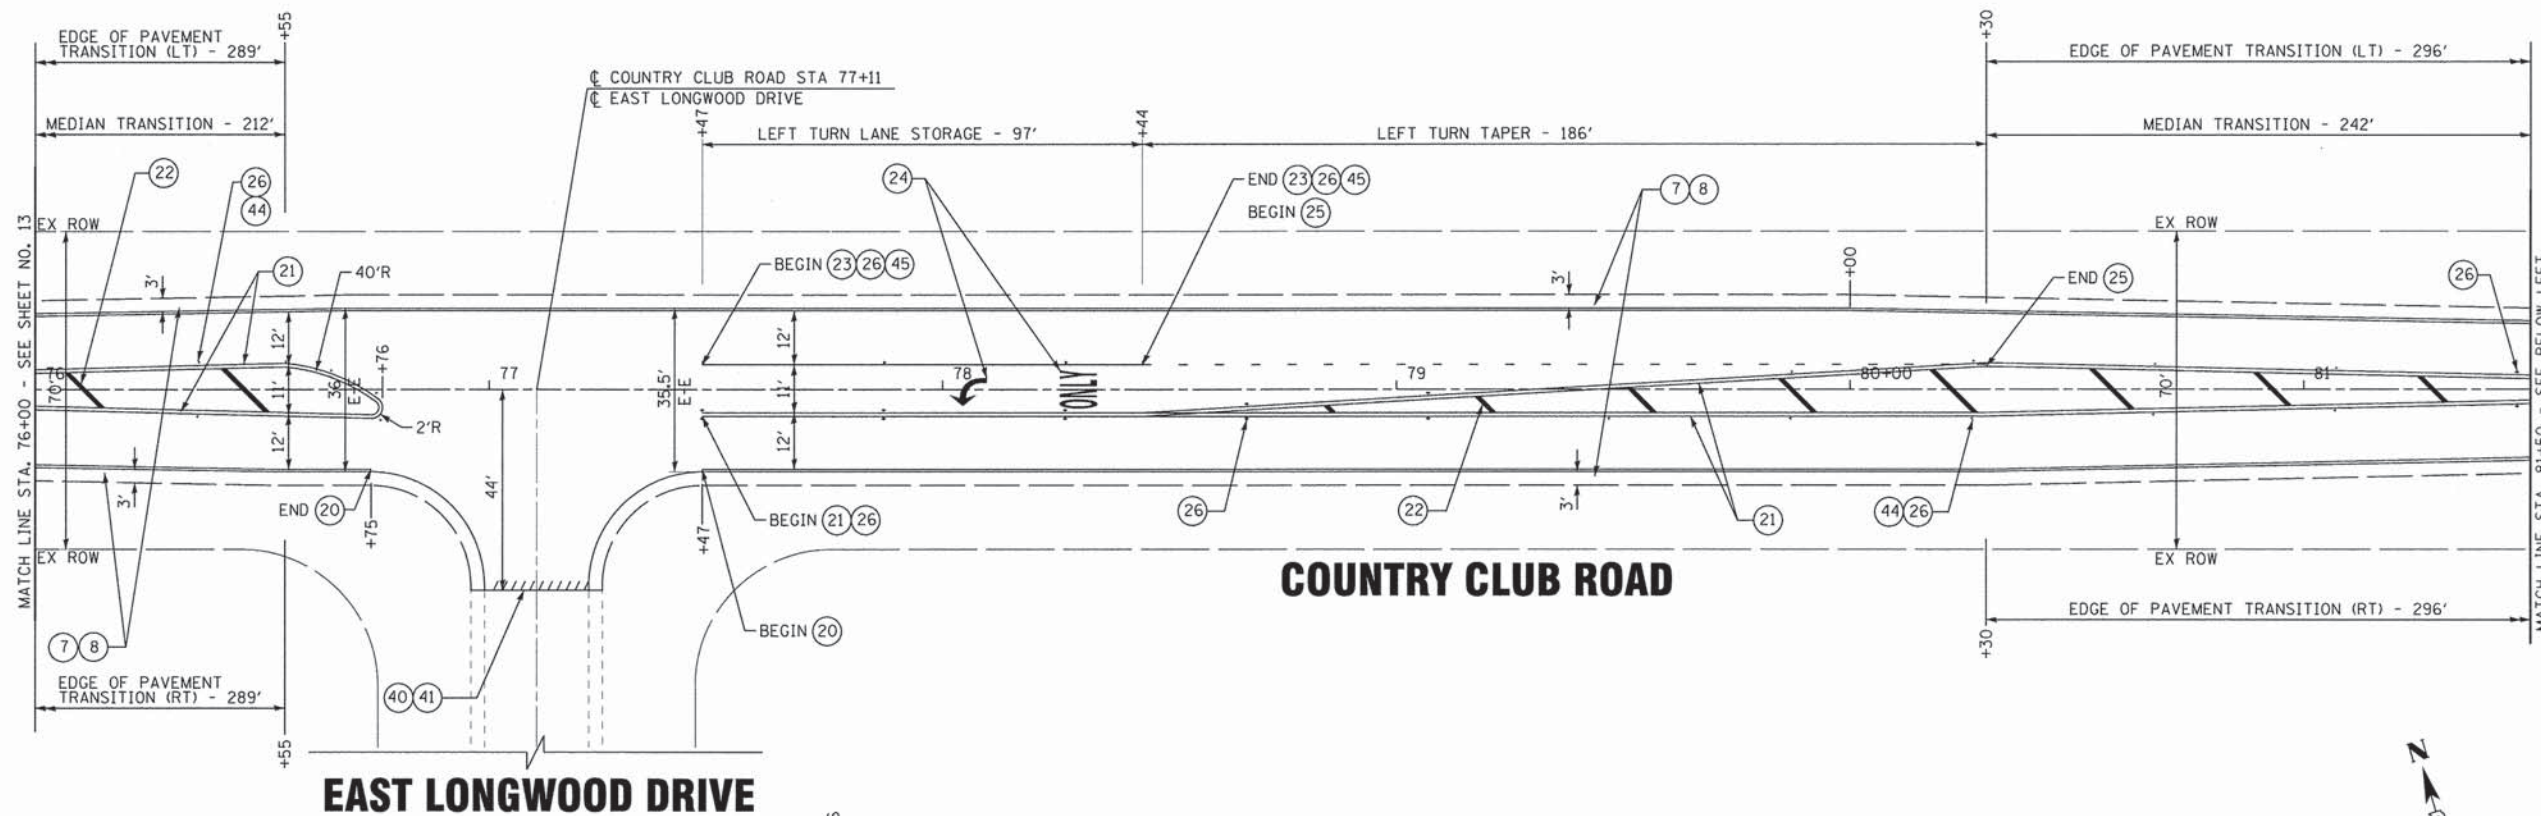 EDGE OF PAVEMENT
TRANSITION (LT) - 289'
+55
℄ COUNTRY CLUB ROAD STA 77+11
℄ EAST LONGWOOD DRIVE
+30
EDGE OF PAVEMENT TRANSITION (LT) - 296'
MEDIAN TRANSITION - 212'
+47
LEFT TURN LANE STORAGE - 97'
+44
LEFT TURN TAPER - 186'
MEDIAN TRANSITION - 242'
22
26
44
24
END 23 26 45
BEGIN 25
7 8
MATCH LINE STA. 76+00 - SEE SHEET NO. 13
EX ROW
EX ROW
3'
21
40'R
BEGIN 23 26 45
3'
+00
END 25
26
12'
36'
E-E
+76
35.5'
E-E
12'
76
70'
11'
77
11'
78
ONLY
79
80+00
70'
81
12'
2'R
12'
3'
END 20
+75
44'
+47
BEGIN 21 26
26
22
3'
21
44 26
EX ROW
EX ROW
COUNTRY CLUB ROAD
7 8
BEGIN 20
EDGE OF PAVEMENT TRANSITION (RT) - 296'
+30
EDGE OF PAVEMENT
TRANSITION (RT) - 289'
40 41
+55
EAST LONGWOOD DRIVE
N